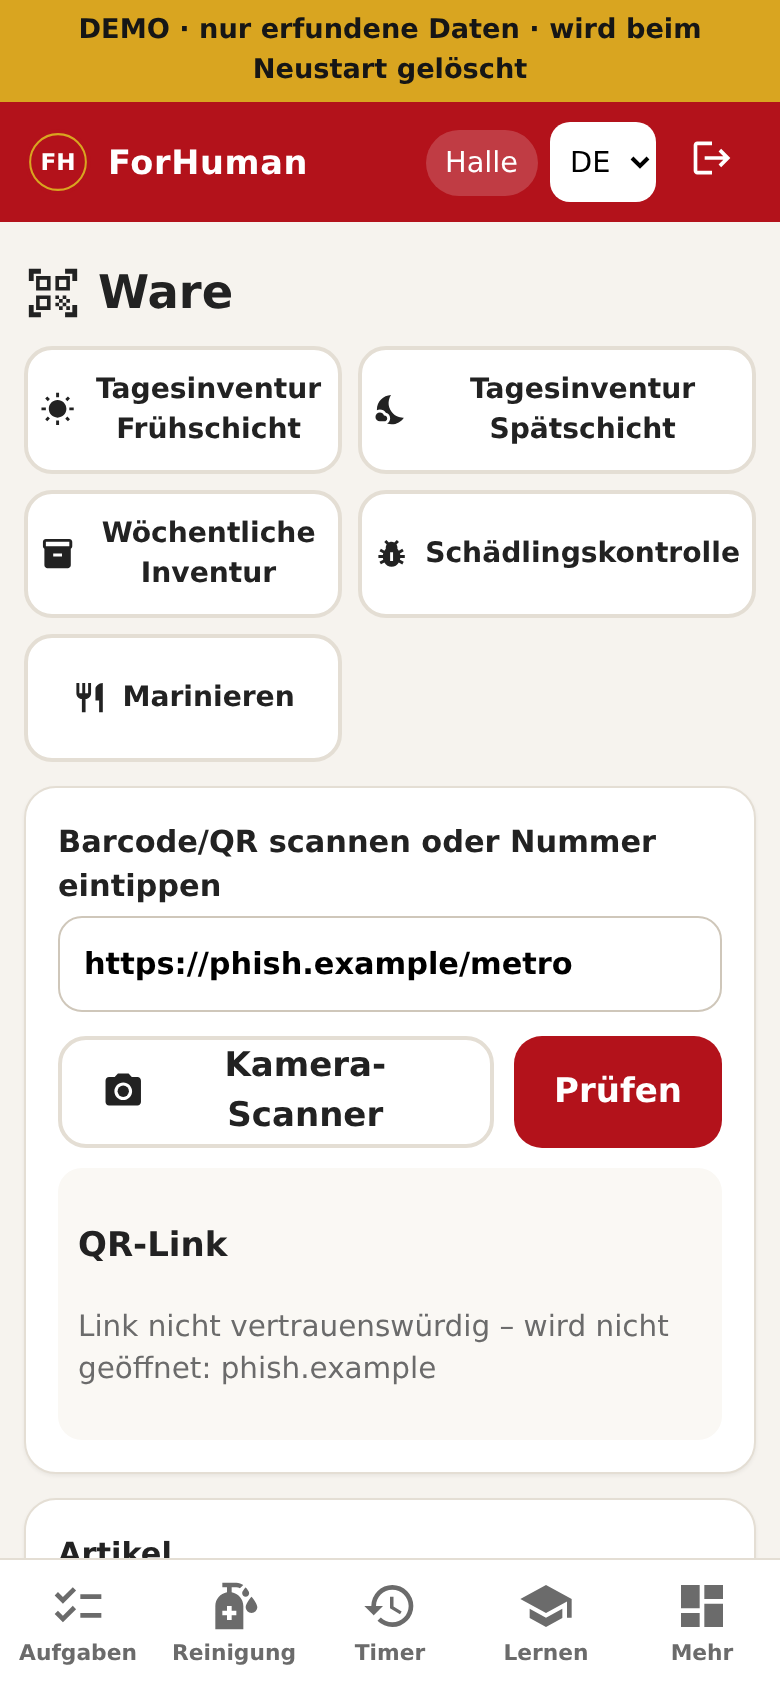 DEMO · nur erfundene Daten · wird beim
Neustart gelöscht
FH
ForHuman
Halle
DE
Ware
Tagesinventur
Frühschicht
Tagesinventur
Spätschicht
Wöchentliche
Inventur
Schädlingskontrolle
Marinieren
Barcode/QR scannen oder Nummer
eintippen
https://phish.example/metro
Kamera-
Scanner
Prüfen
QR-Link
Link nicht vertrauenswürdig – wird nicht
geöffnet: phish.example
Artikel
Aufgaben
Reinigung
Timer
Lernen
Mehr